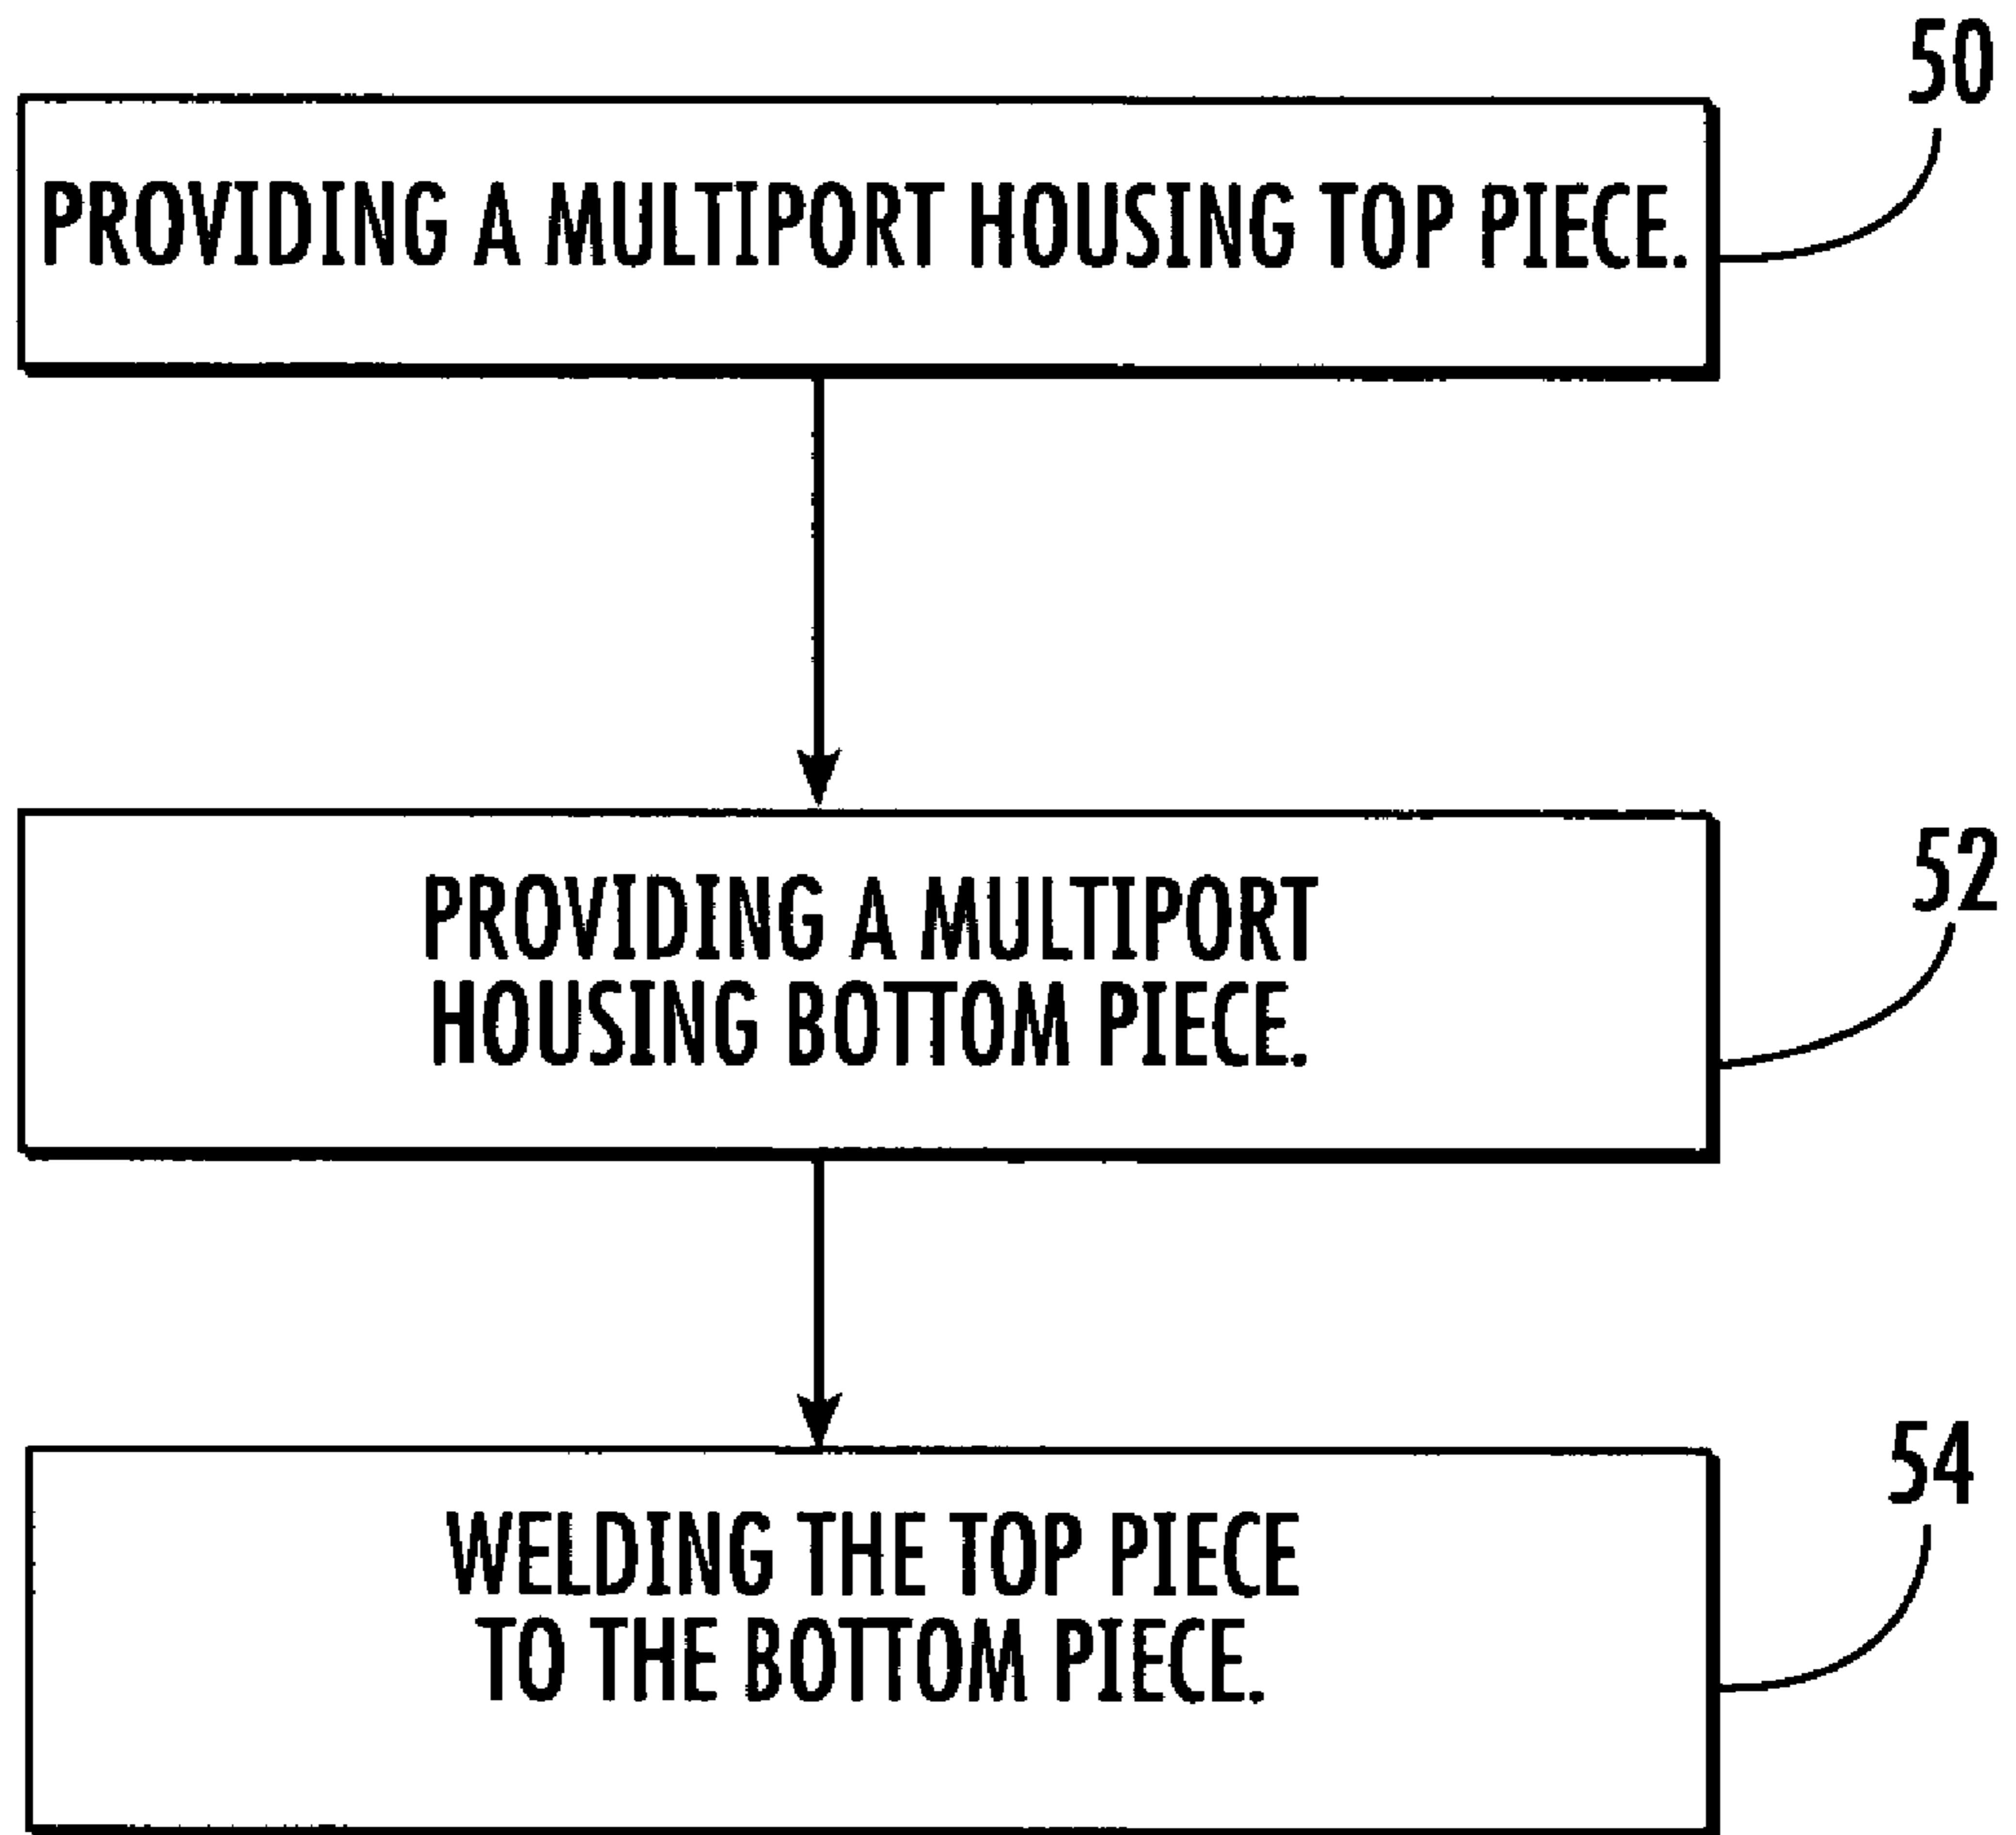 50
PROVIDING A MULTIPORT HOUSING TOP PIECE.
52
PROVIDING A MULTIPORT
HOUSING BOTTOM PIECE.
54
WELDING THE TOP PIECE
TO THE BOTTOM PIECE.